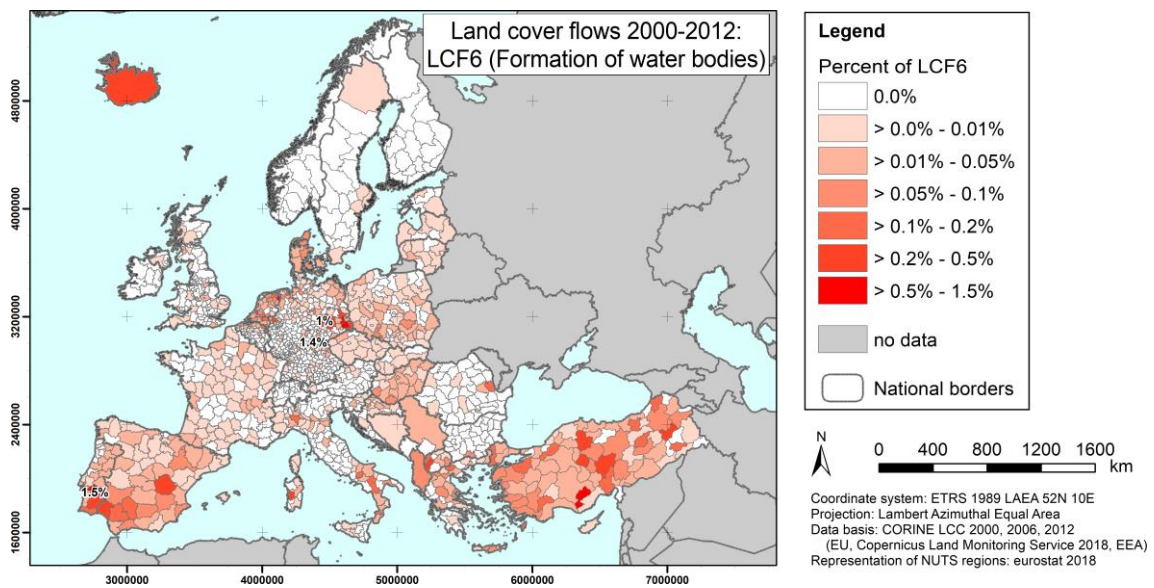 Land cover flows 2000-2012:
LCF6 (Formation of water bodies)
4800000
4000000
3200000
2400000
1600000
1%
1.4%
1.5%
3000000 4000000 5000000 6000000 7000000
Legend
Percent of LCF6
0.0%
> 0.0% - 0.01%
> 0.01% - 0.05%
> 0.05% - 0.1%
> 0.1% - 0.2%
> 0.2% - 0.5%
> 0.5% - 1.5%
no data
National borders
N
0 400 800 1200 1600
km
Coordinate system: ETRS 1989 LAEA 52N 10E
Projection: Lambert Azimuthal Equal Area
Data basis: CORINE LCC 2000, 2006, 2012
(EU, Copernicus Land Monitoring Service 2018, EEA)
Representation of NUTS regions: eurostat 2018